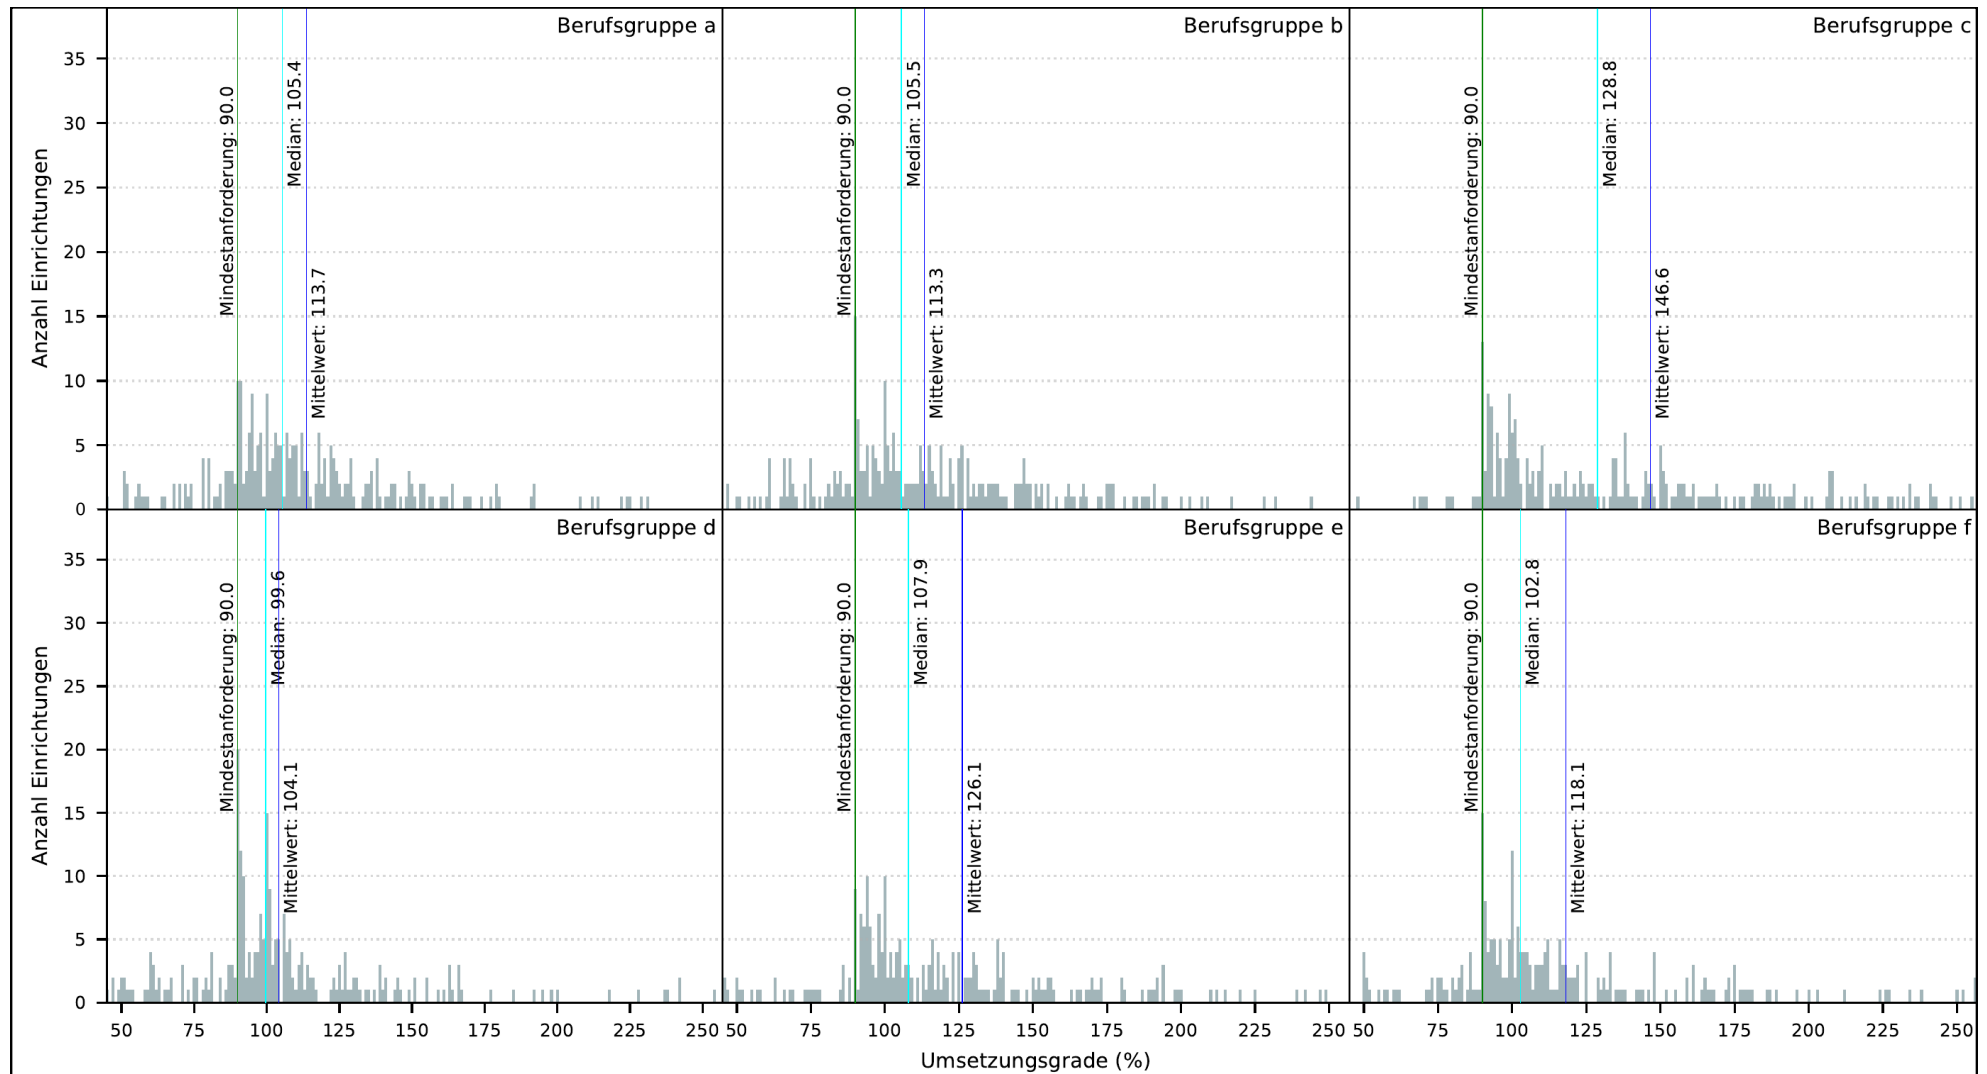 Berufsgruppe a
Berufsgruppe b
Berufsgruppe c
Anzahl Einrichtungen
35
30
25
20
15
10
5
0
Mindestanforderung: 90.0
Median: 105.4
Mittelwert: 113.7
Mindestanforderung: 90.0
Median: 105.5
Mittelwert: 113.3
Mindestanforderung: 90.0
Median: 128.8
Mittelwert: 146.6
Berufsgruppe d
Berufsgruppe e
Berufsgruppe f
Anzahl Einrichtungen
35
30
25
20
15
10
5
0
Mindestanforderung: 90.0
Median: 99.6
Mittelwert: 104.1
Mindestanforderung: 90.0
Median: 107.9
Mittelwert: 126.1
Mindestanforderung: 90.0
Median: 102.8
Mittelwert: 118.1
50 75 100 125 150 175 200 225 250 50 75 100 125 150 175 200 225 250 50 75 100 125 150 175 200 225 250
Umsetzungsgrade (%)